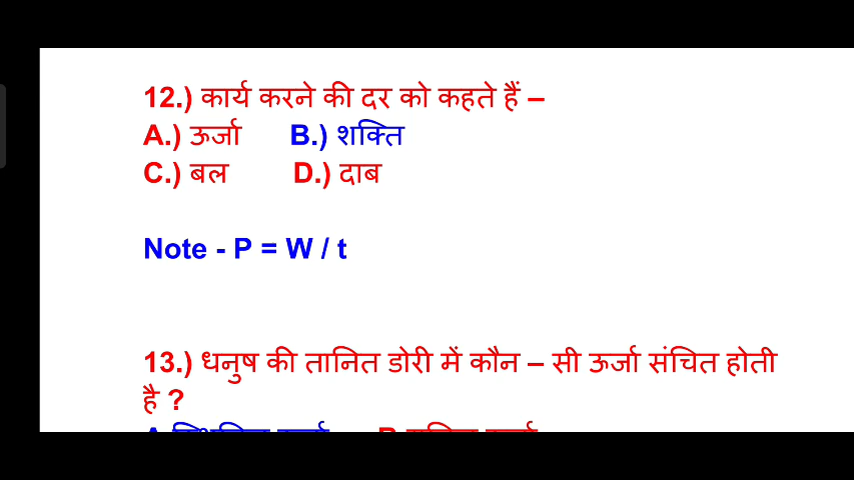 12.) कार्य करने की दर को कहते हैं –
A.) ऊर्जा B.) शक्ति
C.) बल D.) दाब
Note - P = W / t
13.) धनुष की तानित डोरी में कौन – सी ऊर्जा संचित होती
है ?